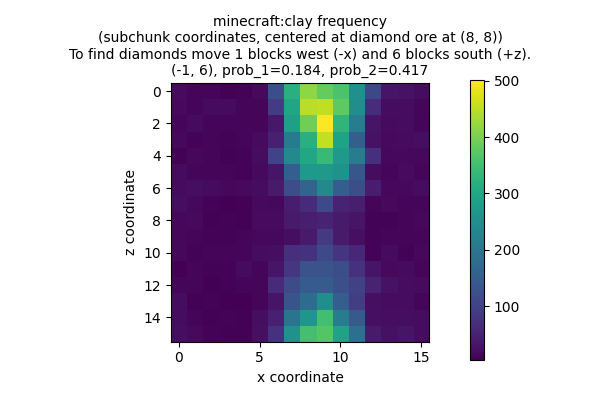 minecraft:clay frequency
(subchunk coordinates, centered at diamond ore at (8, 8))
To find diamonds move 1 blocks west (-x) and 6 blocks south (+z).
(-1, 6), prob_1=0.184, prob_2=0.417
0
2
4
6
8
10
12
14
z coordinate
0
5
10
15
x coordinate
500
400
300
200
100